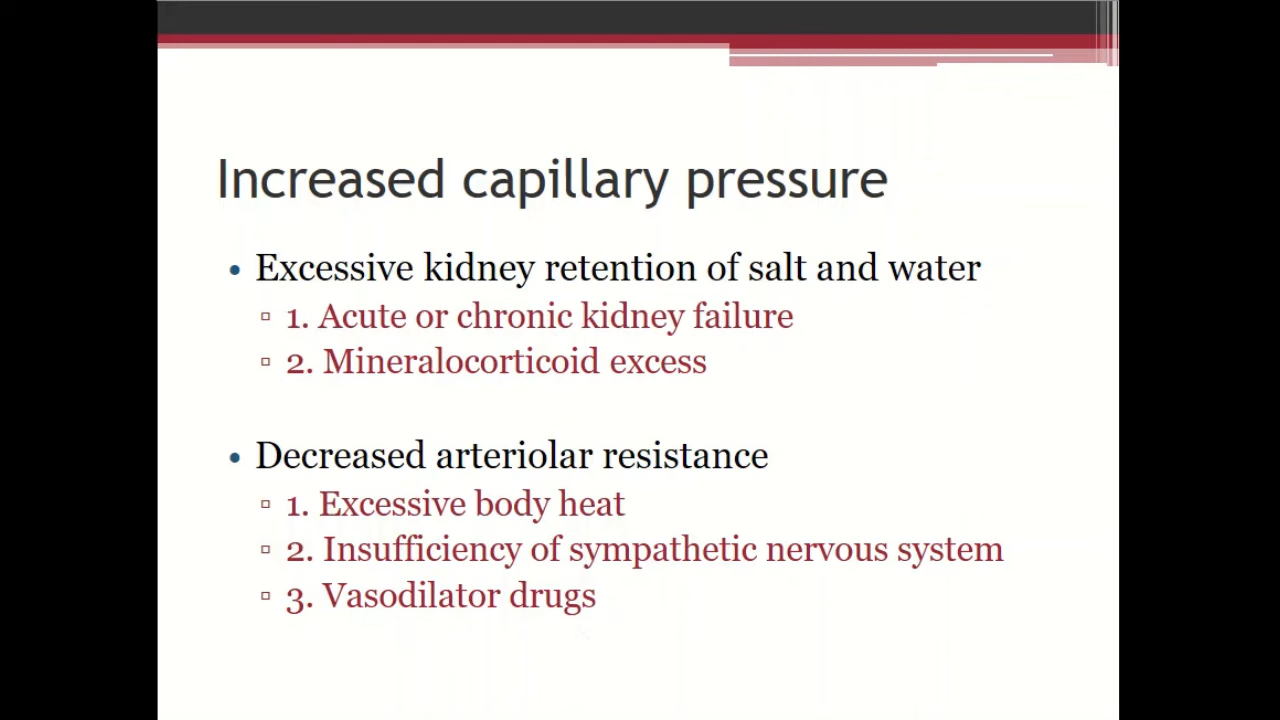 Increased capillary pressure
• Excessive kidney retention of salt and water
▫ 1. Acute or chronic kidney failure
▫ 2. Mineralocorticoid excess
• Decreased arteriolar resistance
▫ 1. Excessive body heat
▫ 2. Insufficiency of sympathetic nervous system
▫ 3. Vasodilator drugs